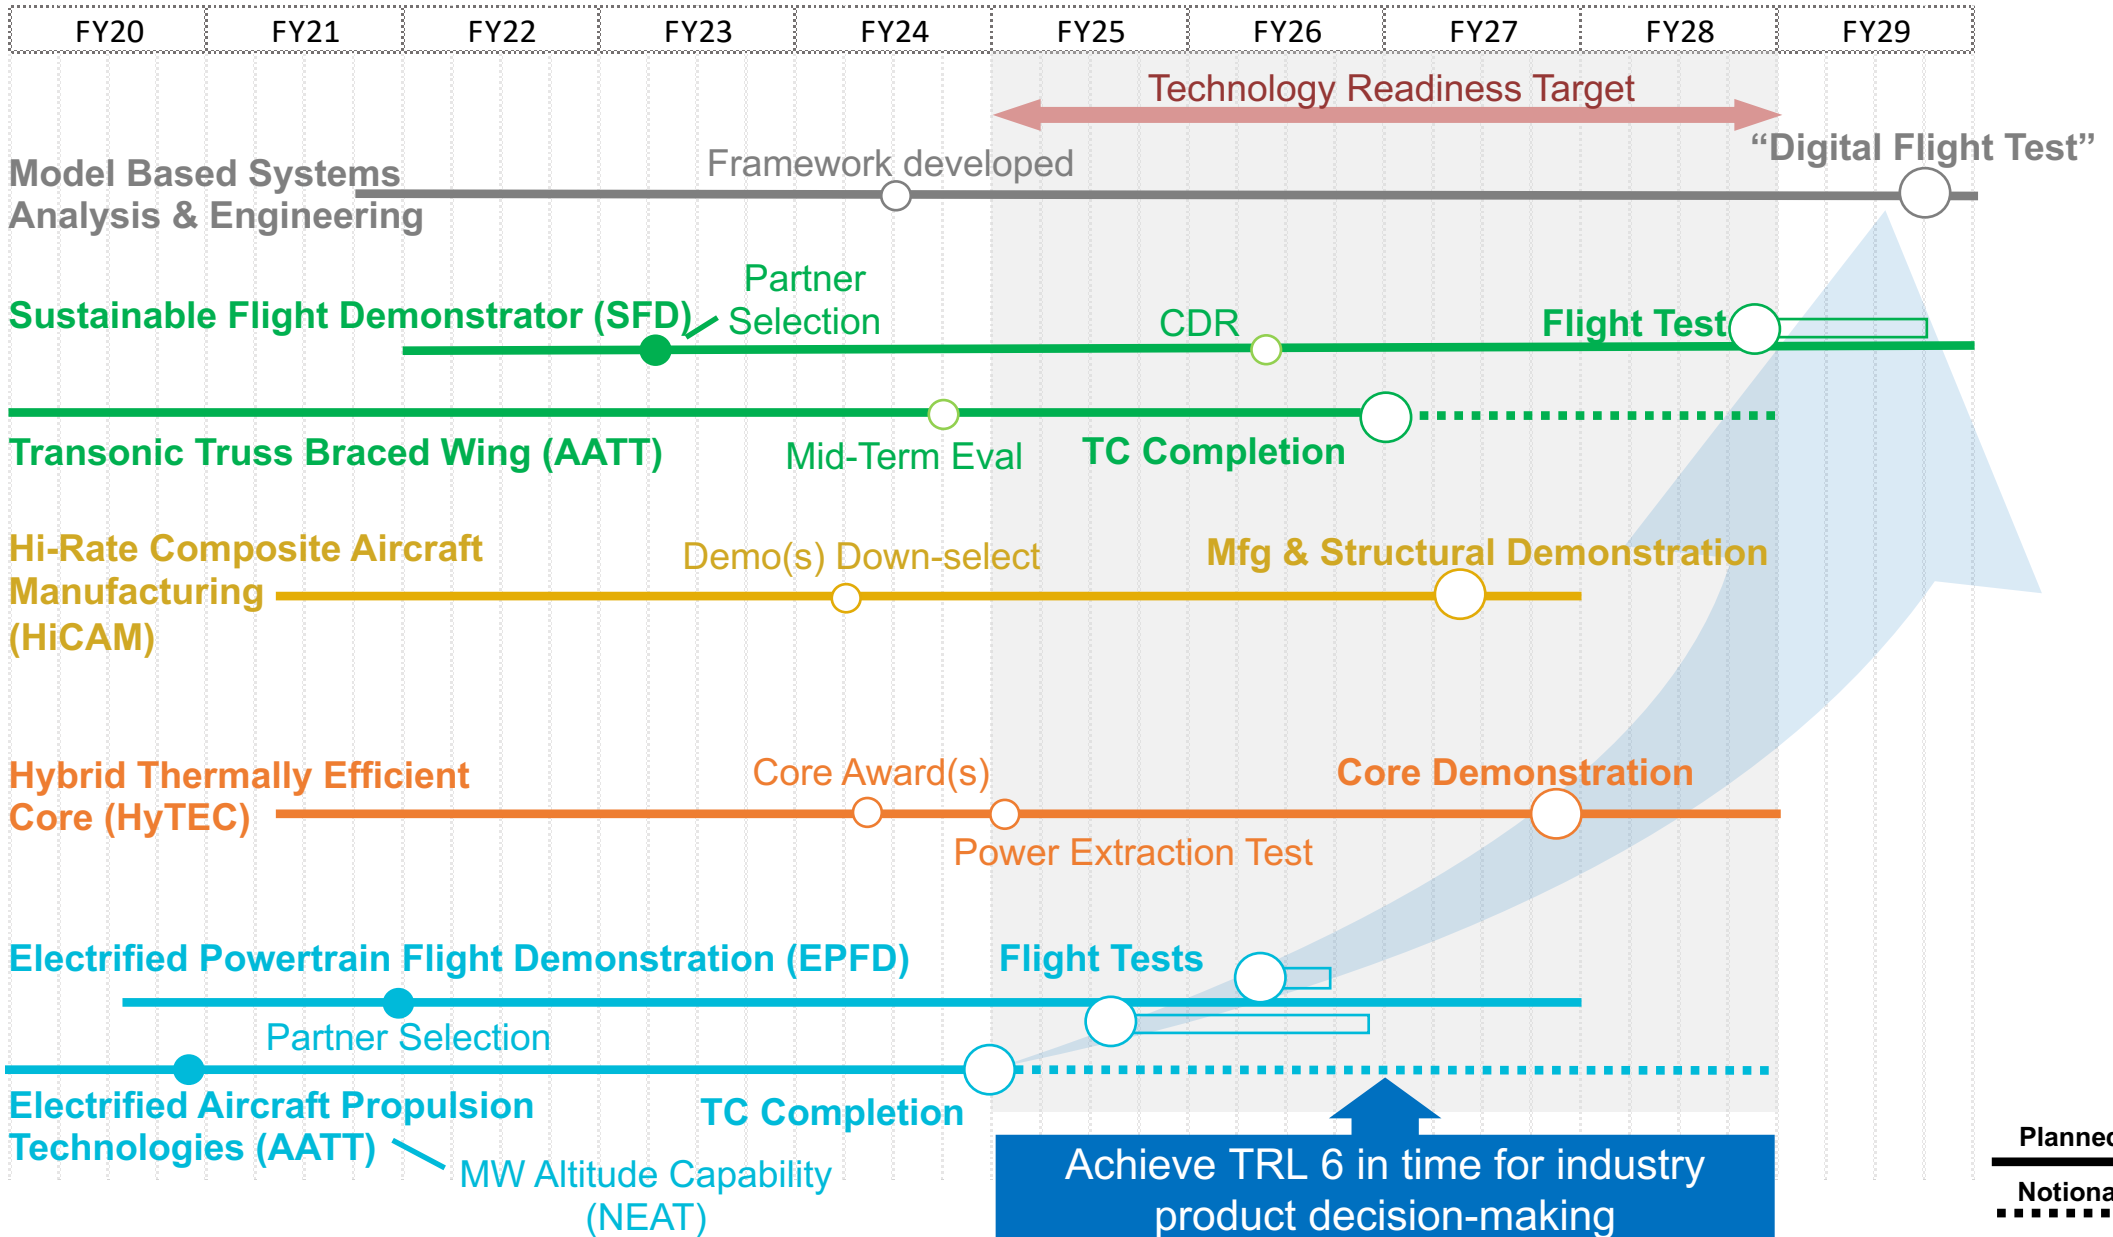 FY20 FY21 FY22 FY23 FY24 FY25 FY26 FY27 FY28 FY29
Technology Readiness Target
Model Based Systems
Analysis & Engineering
Framework developed
“Digital Flight Test”
Sustainable Flight Demonstrator (SFD)
Partner
Selection
CDR
Flight Test
Transonic Truss Braced Wing (AATT)
Mid-Term Eval
TC Completion
Hi-Rate Composite Aircraft
Manufacturing
(HiCAM)
Demo(s) Down-select
Mfg & Structural Demonstration
Hybrid Thermally Efficient
Core (HyTEC)
Core Award(s)
Power Extraction Test
Core Demonstration
Electrified Powertrain Flight Demonstration (EPFD)
Flight Tests
Partner Selection
Electrified Aircraft Propulsion
Technologies (AATT)
TC Completion
MW Altitude Capability
(NEAT)
Achieve TRL 6 in time for industry
product decision-making
Planned
Notiona